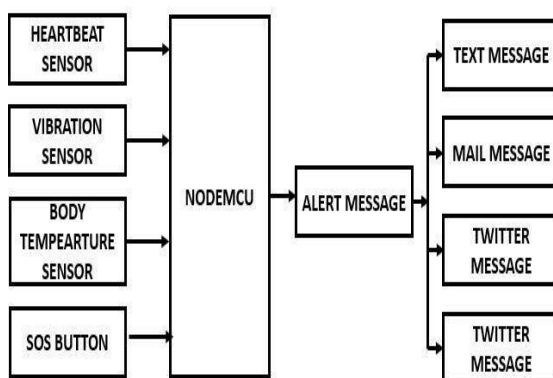 HEARTBEAT
SENSOR
VIBRATION
SENSOR
BODY
TEMPEARTURE
SENSOR
SOS BUTTON
NODEMCU
ALERT MESSAGE
TEXT MESSAGE
MAIL MESSAGE
TWITTER
MESSAGE
TWITTER
MESSAGE